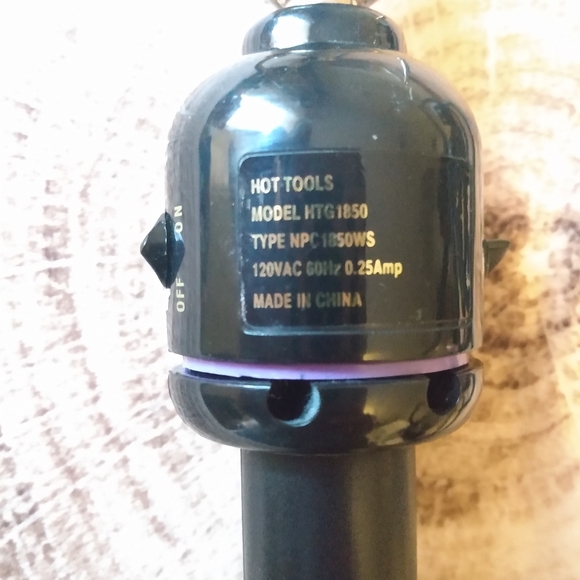 HOT TOOLS
MODEL HTG1850
TYPE NPC1850WS
120VAC 60Hz 0.25Amp
MADE IN CHINA
OFF ON